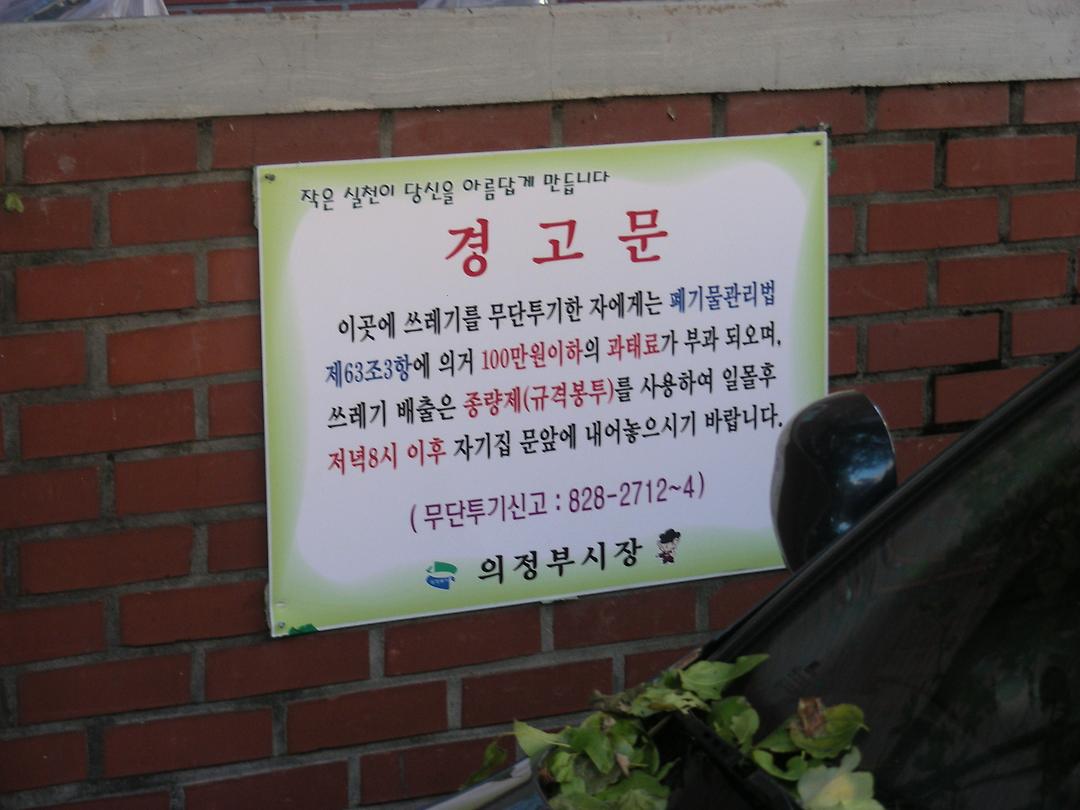 작은 실천이 당신을 아름답게 만듭니다
경고문
이곳에 쓰레기를 무단투기한 자에게는 폐기물관리법
제63조3항에 의거 100만원이하의 과태료가 부과 되오며,
쓰레기 배출은 종량제(규격봉투)를 사용하여 일몰후
저녁8시 이후 자기집 문앞에 내어놓으시기 바랍니다.
(무단투기신고 : 828-2712~4)
의정부시장